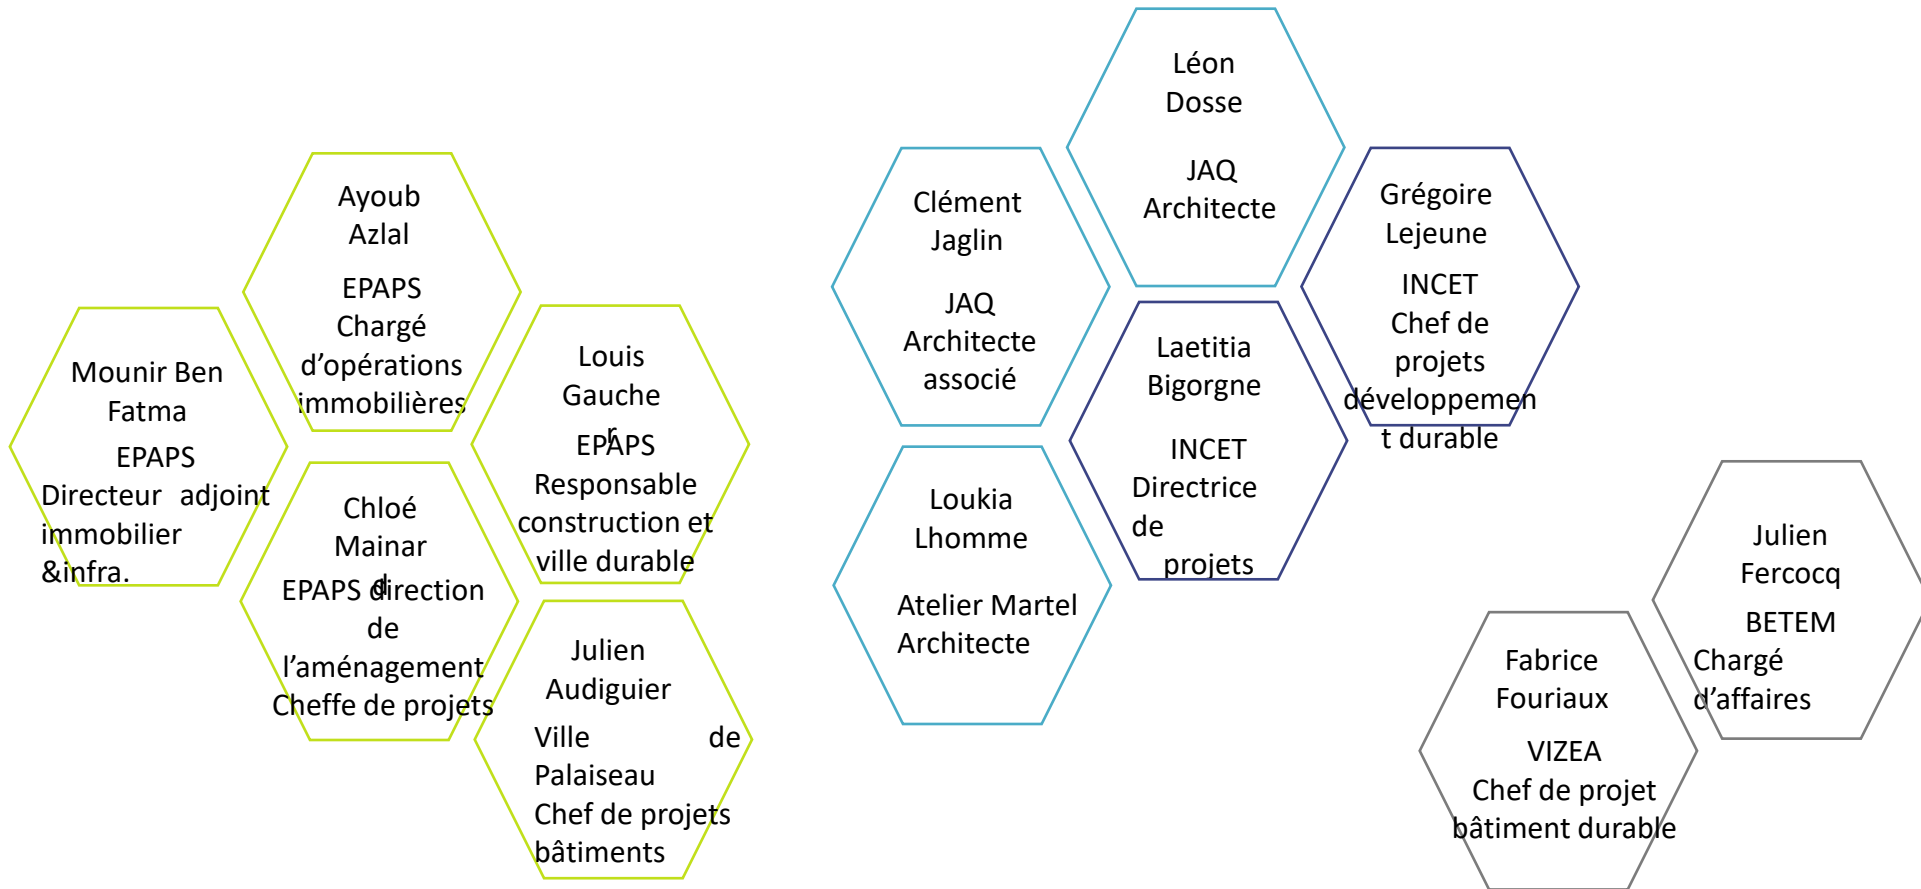 Ayoub
Azlal
EPAPS
Chargé
d’opérations
immobilières
Mounir Ben
Fatma
EPAPS
Directeur adjoint
immobilier
&infra.
Louis
Gauche
r
EPAPS
Responsable
construction et
ville durable
Chloé
Mainar
d
EPAPS direction
de
l’aménagement
Cheffe de projets
Julien
Audiguier
Ville de
Palaiseau
Chef de projets
bâtiments
Léon
Dosse
JAQ
Architecte
Clément
Jaglin
JAQ
Architecte
associé
Grégoire
Lejeune
INCET
Chef de
projets
développemen
t durable
Laetitia
Bigorgne
INCET
Directrice
de
projets
Loukia
Lhomme
Atelier Martel
Architecte
Julien
Fercocq
BETEM
Chargé
d’affaires
Fabrice
Fouriaux
VIZEA
Chef de projet
bâtiment durable